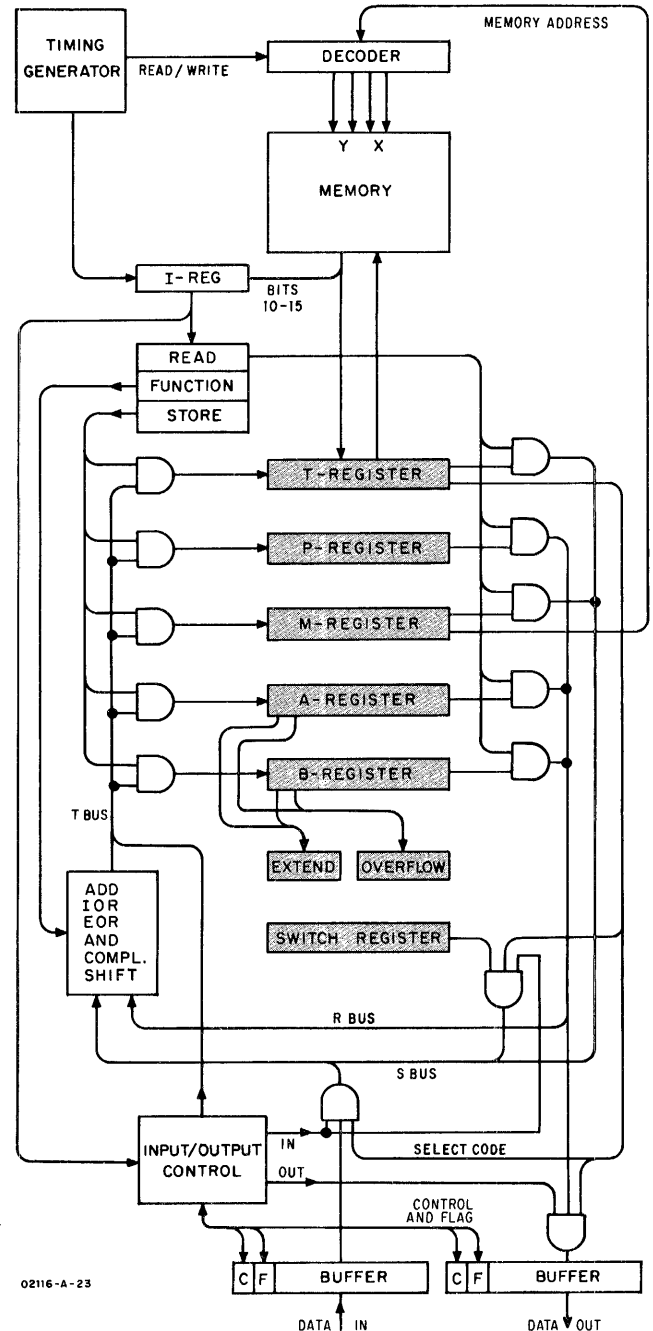 MEMORY ADDRESS
TIMING
GENERATOR
READ/WRITE
DECODER
Y X
MEMORY
I-REG
BITS
10-15
READ
FUNCTION
STORE
T-REGISTER
P-REGISTER
M-REGISTER
A-REGISTER
B-REGISTER
T BUS
EXTEND
OVERFLOW
ADD
IOR
EOR
AND
COMPL.
SHIFT
SWITCH REGISTER
R BUS
S BUS
INPUT/OUTPUT
CONTROL
IN
SELECT CODE
OUT
CONTROL
AND FLAG
C F BUFFER
C F BUFFER
02116-A-23
DATA IN
DATA OUT